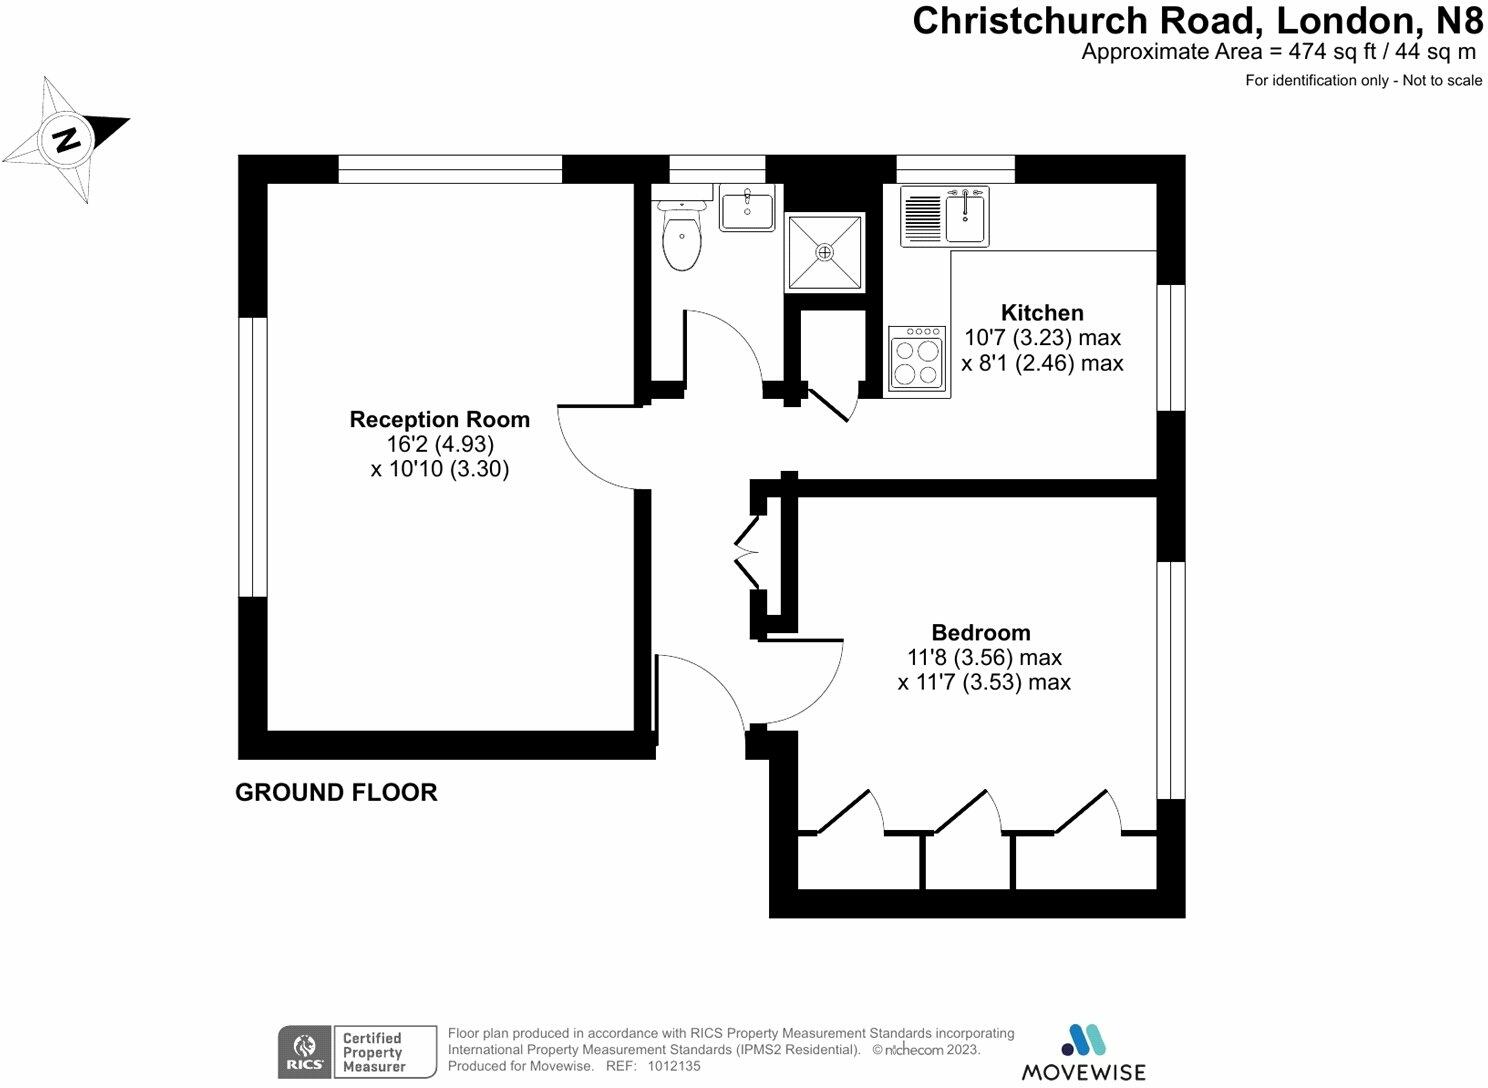 Christchurch Road, London, N8
Approximate Area = 474 sq ft / 44 sq m
For identification only - Not to scale
N
Kitchen
10'7 (3.23) max
x 8'1 (2.46) max
Reception Room
16'2 (4.93)
x 10'10 (3.30)
Bedroom
11'8 (3.56) max
x 11'7 (3.53) max
GROUND FLOOR
RICS
Certified
Property
Measurer
Floor plan produced in accordance with RICS Property Measurement Standards incorporating
International Property Measurement Standards (IPMS2 Residential). © nichecom 2023.
Produced for Movewise. REF: 1012135
MOVEWISE